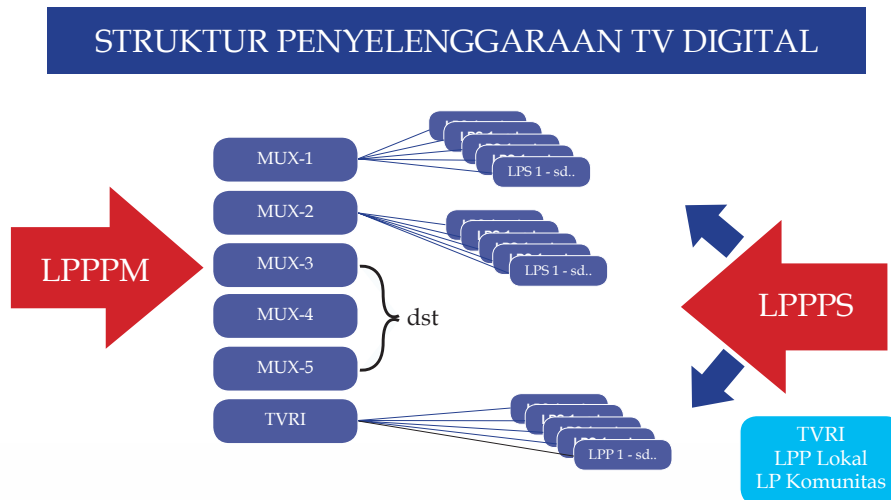 STRUKTUR PENYELENGGARAAN TV DIGITAL
LPPPM
MUX-1
MUX-2
MUX-3
MUX-4
MUX-5
TVRI
dst
LPS 1 - sd..
LPS 1 - sd..
LPP 1 - sd..
LPPPS
TVRI
LPP Lokal
LP Komunitas